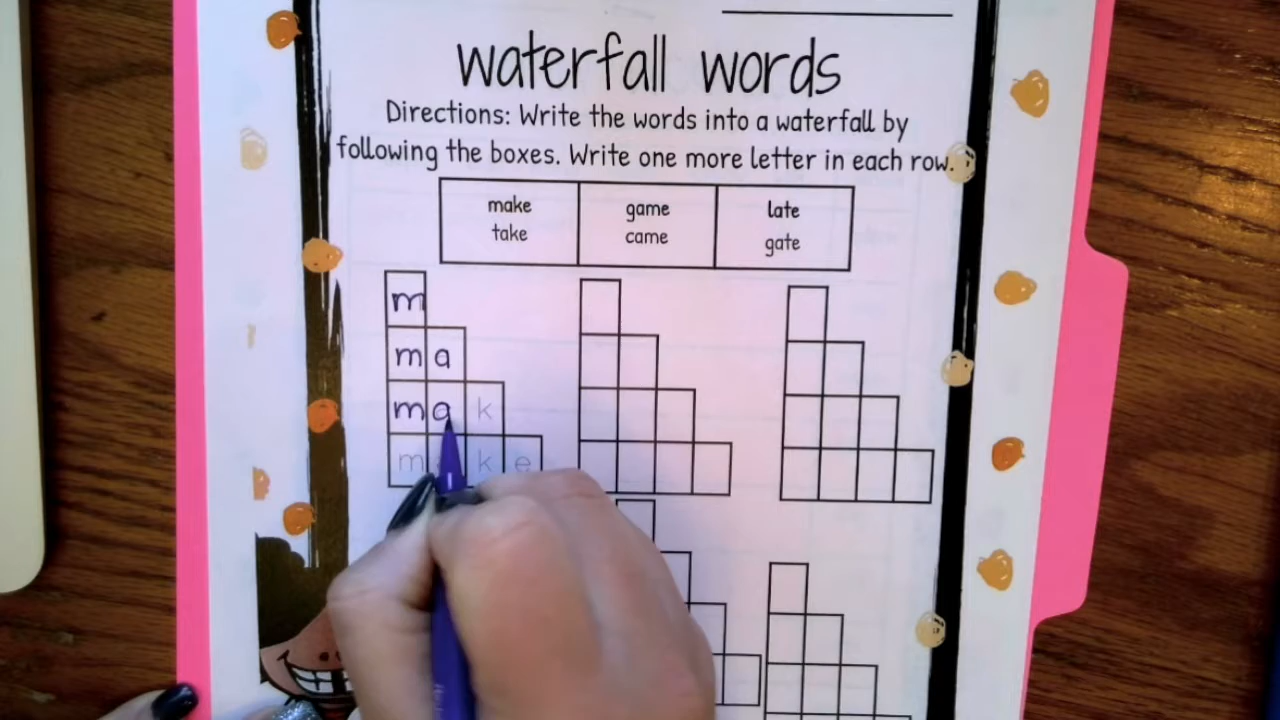 waterfall words
Directions: Write the words into a waterfall by
following the boxes. Write one more letter in each row.
make game late
take came gate
m
m a
m a k
m k e